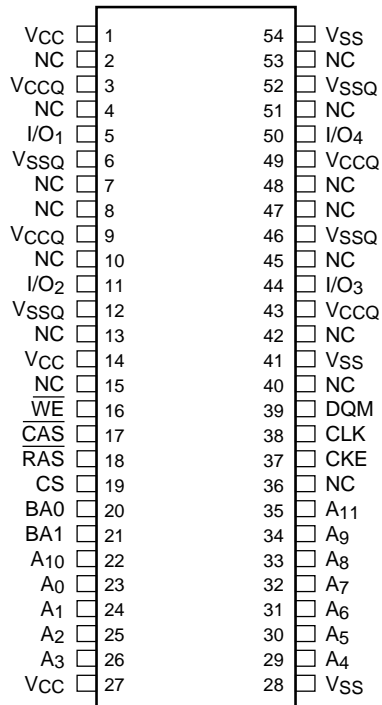 VCC 1 54 VSS
NC 2 53 NC
VCCQ 3 52 VSSQ
NC 4 51 NC
I/O1 5 50 I/O4
VSSQ 6 49 VCCQ
NC 7 48 NC
NC 8 47 NC
VCCQ 9 46 VSSQ
NC 10 45 NC
I/O2 11 44 I/O3
VSSQ 12 43 VCCQ
NC 13 42 NC
VCC 14 41 VSS
NC 15 40 NC
W̅E̅ 16 39 DQM
C̅A̅S̅ 17 38 CLK
R̅A̅S̅ 18 37 CKE
CS 19 36 NC
BA0 20 35 A11
BA1 21 34 A9
A10 22 33 A8
A0 23 32 A7
A1 24 31 A6
A2 25 30 A5
A3 26 29 A4
VCC 27 28 VSS